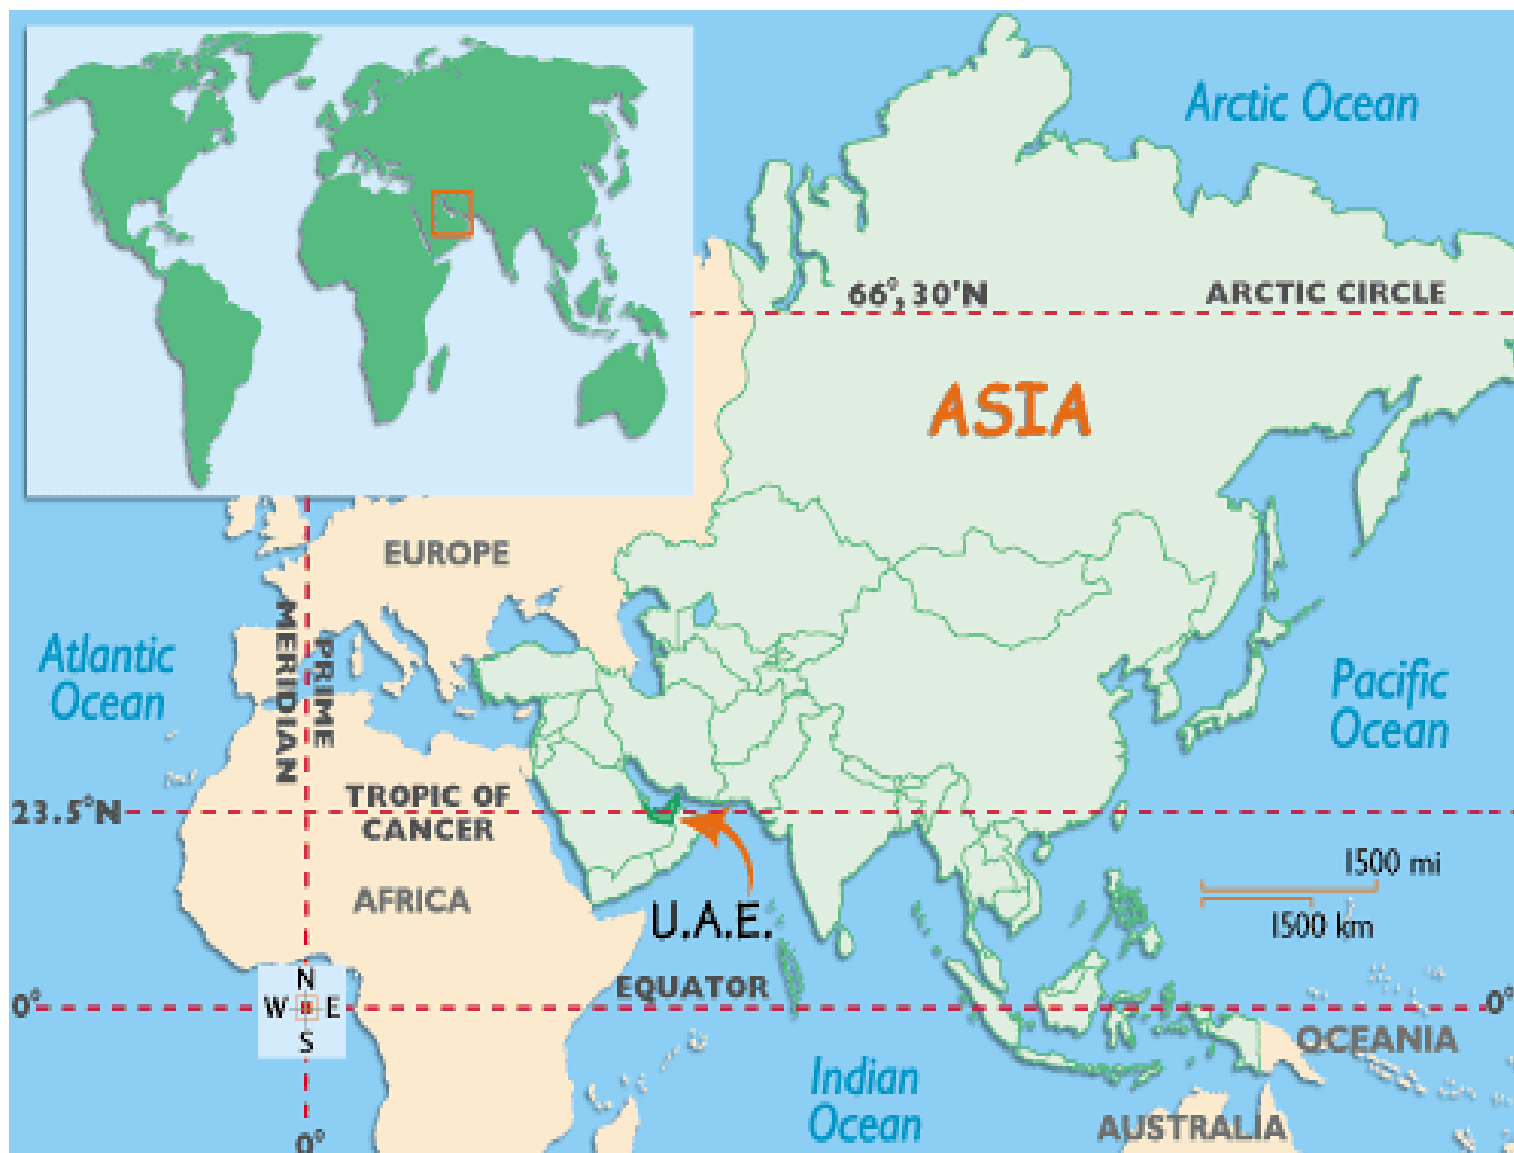 Arctic Ocean
66°, 30'N
ARCTIC CIRCLE
ASIA
EUROPE
Atlantic
Ocean
PRIME
MERIDIAN
Pacific
Ocean
23.5°N
TROPIC OF
CANCER
1500 mi
1500 km
AFRICA
U.A.E.
N
W
E
S
EQUATOR
0°
0°
OCEANIA
Indian
Ocean
AUSTRALIA
0°